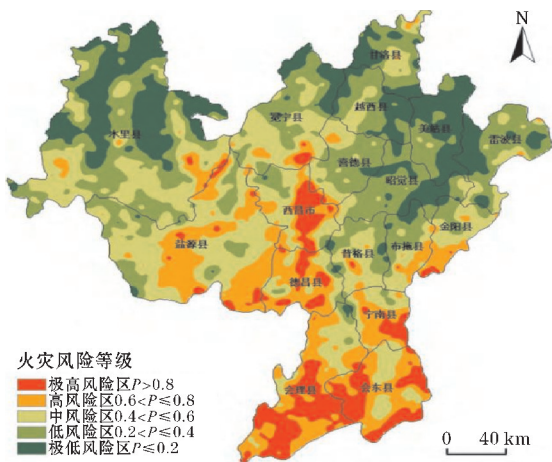 N
甘洛县
越西县
冕宁县
美姑县
木里县
雷波县
喜德县
昭觉县
西昌市
金阳县
盐源县
普格县
布拖县
德昌县
宁南县
会理县
会东县
火灾风险等级
极高风险区P>0.8
高风险区0.6<P≤0.8
中风险区0.4<P≤0.6
低风险区0.2<P≤0.4
极低风险区P≤0.2
0 40 km